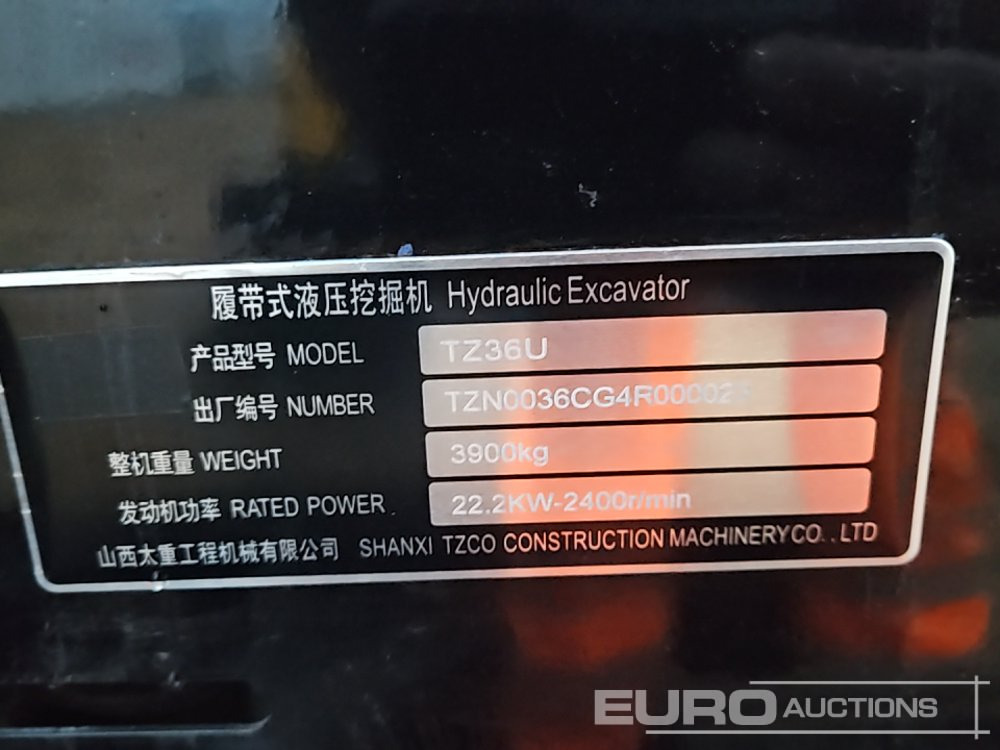 履带式液压挖掘机 Hydraulic Excavator
产品型号 MODEL TZ36U
出厂编号 NUMBER
整机重量 WEIGHT 3900kg
发动机功率 RATED POWER 22.2KW-2400r/min
山西太重工程机械有限公司 SHANXI TZCO CONSTRUCTION MACHINERY CO., LTD
EURO AUCTIONS